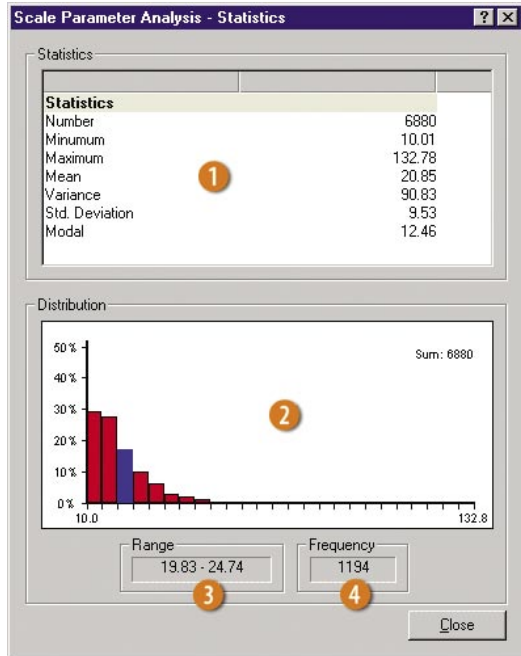 Scale Parameter Analysis - Statistics ? X
Statistics
Statistics
Number 6880
Minumum 10.01
Maximum 132.78
Mean 20.85
Variance 90.83
Std. Deviation 9.53
Modal 12.46
1
Distribution
50%
40%
30%
20%
10%
0%
Sum: 6880
2
10.0 132.8
Range Frequency
19.83 - 24.74 1194
3 4
Close